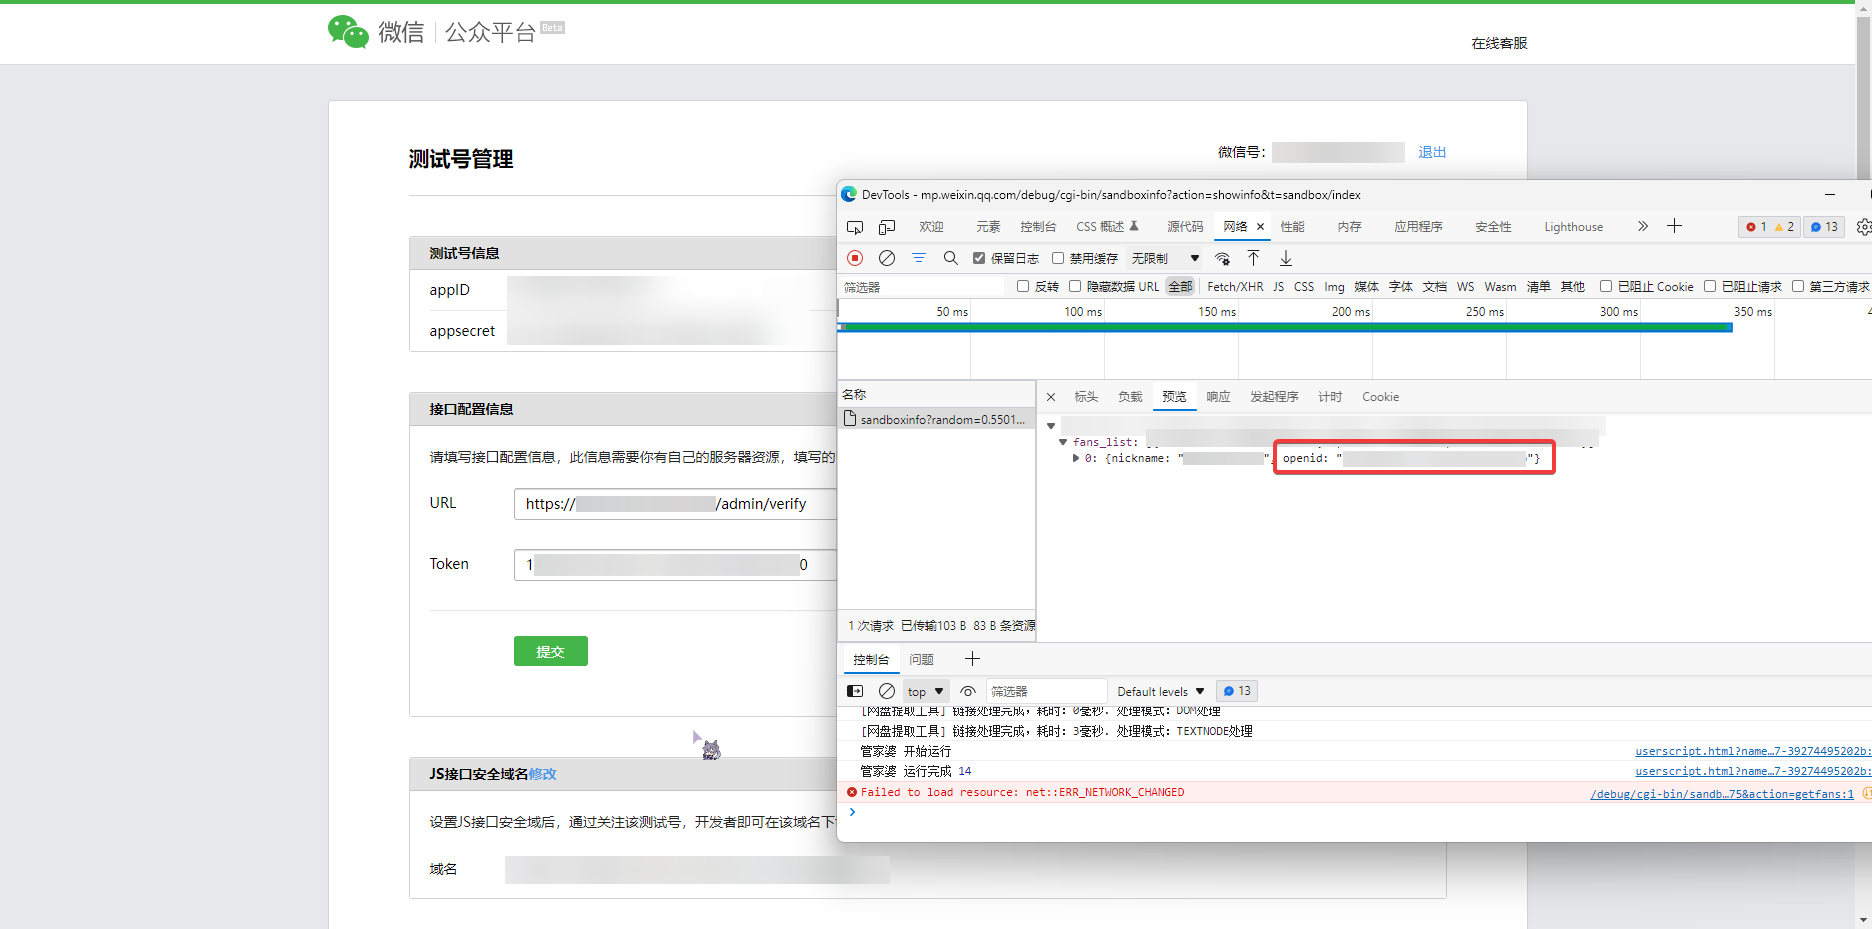 微信 公众平台 Beta
在线客服
测试号管理
微信号： 退出
测试号信息
appID
appsecret
接口配置信息
请填写接口配置信息，此信息需要你有自己的服务器资源，填写的
URL https:// /admin/verify
Token 1 0
提交
JS接口安全域名修改
设置JS接口安全域后，通过关注该测试号，开发者即可在该域名下
域名
DevTools - mp.weixin.qq.com/debug/cgi-bin/sandboxinfo?action=showinfo&t=sandbox/index
欢迎 元素 控制台 CSS 概述 源代码 网络 性能 内存 应用程序 安全性 Lighthouse 1 2 13
保留日志 禁用缓存 无限制
筛选器 反转 隐藏数据 URL 全部 Fetch/XHR JS CSS Img 媒体 字体 文档 WS Wasm 清单 其他 已阻止 Cookie 已阻止请求 第三方请求
50 ms 100 ms 150 ms 200 ms 250 ms 300 ms 350 ms
名称
标头 负载 预览 响应 发起程序 计时 Cookie
sandboxinfo?random=0.5501...
fans_list:
0: {nickname: " ", openid: " "}
1 次请求 已传输103 B 83 B 条资源
控制台 问题
top 筛选器 Default levels 13
[网盘提取工具] 链接处理完成，耗时：0毫秒. 处理模式：DOM处理
[网盘提取工具] 链接处理完成，耗时：3毫秒. 处理模式：TEXTNODE处理
管家婆 开始运行 userscript.html?name…7-39274495202b:
管家婆 运行完成 14 userscript.html?name…7-39274495202b:
Failed to load resource: net::ERR_NETWORK_CHANGED /debug/cgi-bin/sandb…75&action=getfans:1